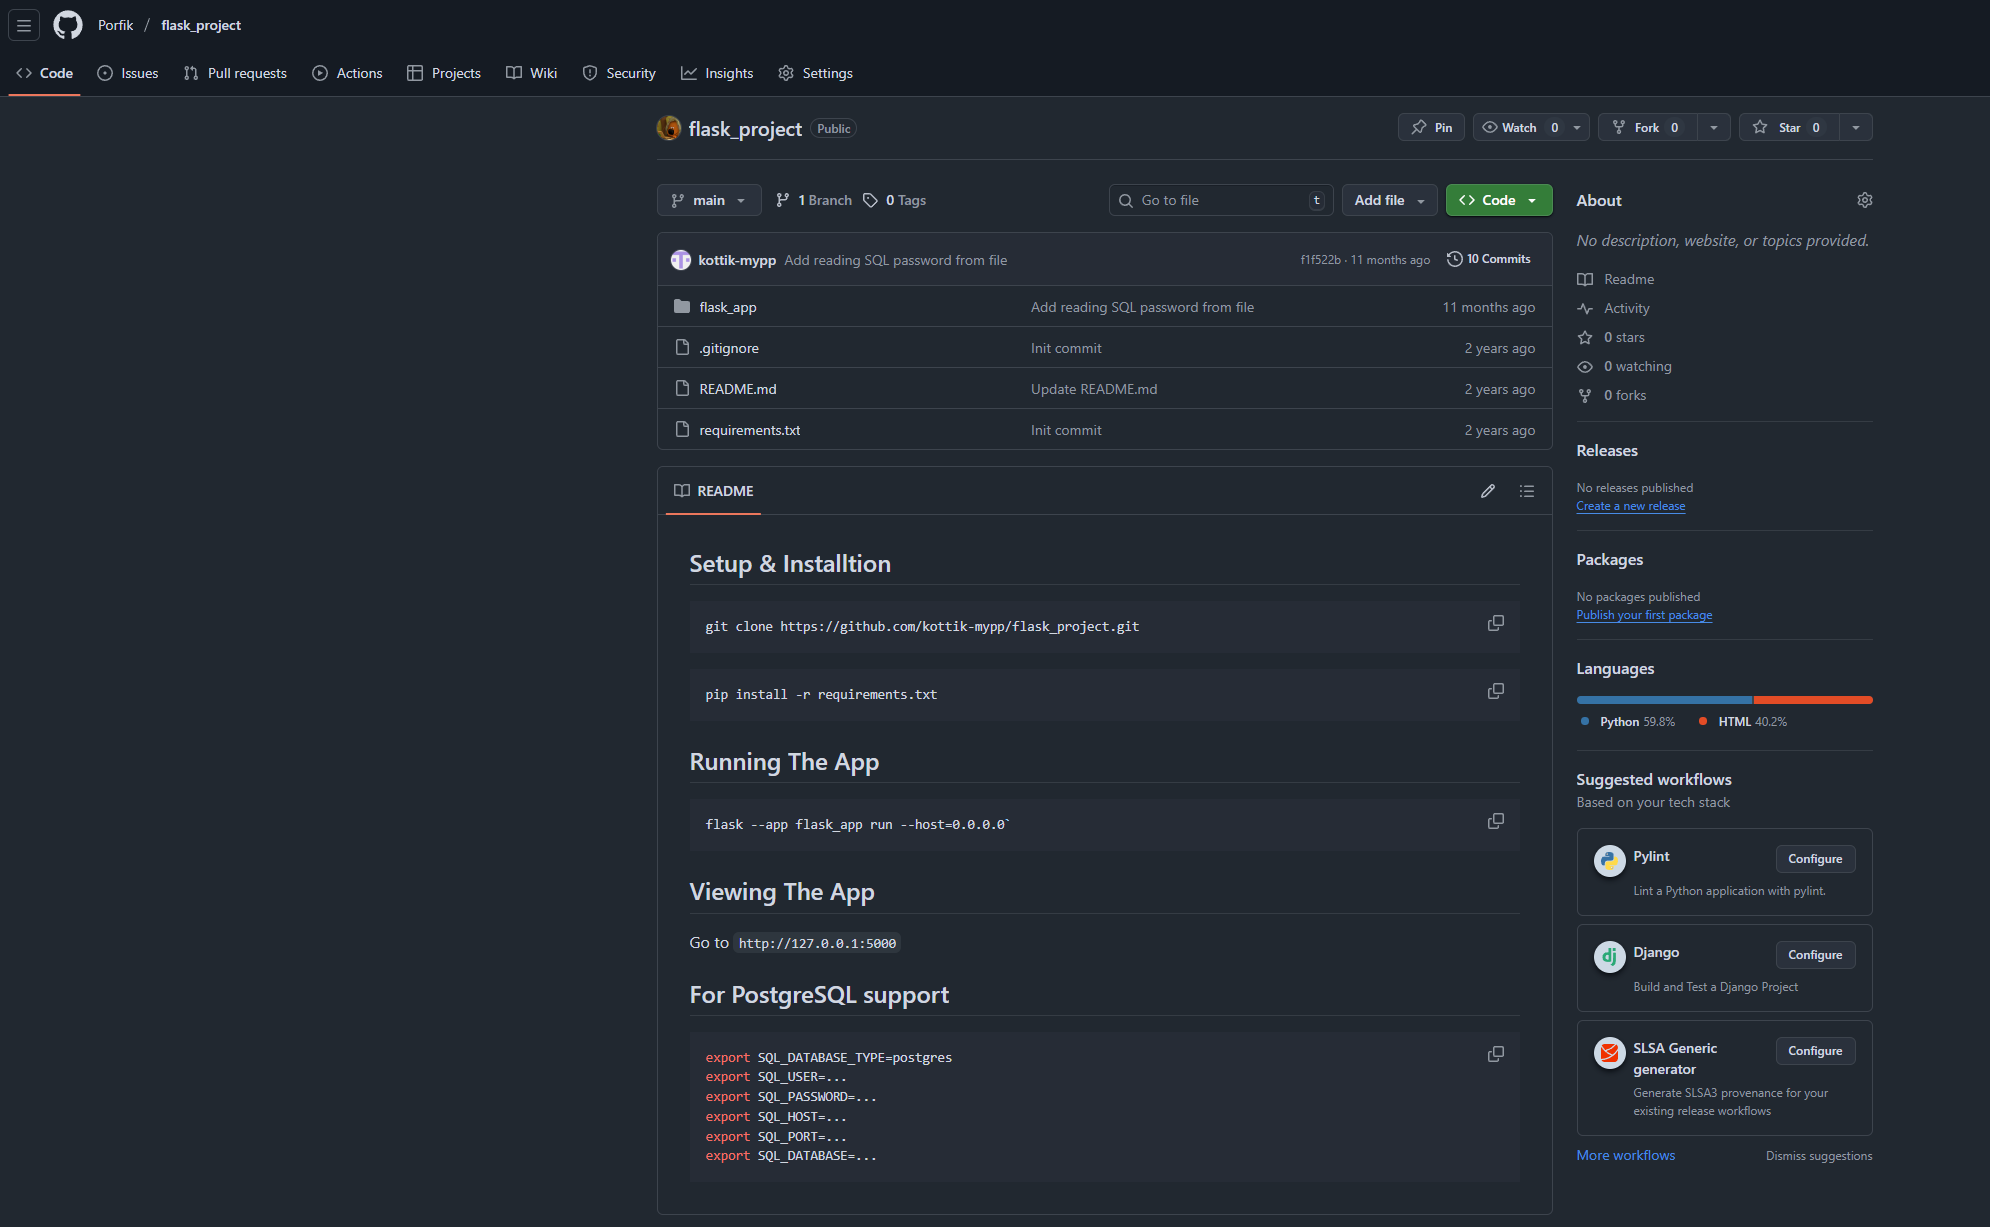 Porfik / flask_project
Code Issues Pull requests Actions Projects Wiki Security Insights Settings
flask_project Public
Pin Watch 0 Fork 0 Star 0
main 1 Branch 0 Tags Go to file t Add file Code
kottik-mypp Add reading SQL password from file f1f522b · 11 months ago 10 Commits
flask_app Add reading SQL password from file 11 months ago
.gitignore Init commit 2 years ago
README.md Update README.md 2 years ago
requirements.txt Init commit 2 years ago
README
Setup & Installtion
git clone https://github.com/kottik-mypp/flask_project.git
pip install -r requirements.txt
Running The App
flask --app flask_app run --host=0.0.0.0`
Viewing The App
Go to http://127.0.0.1:5000
For PostgreSQL support
export SQL_DATABASE_TYPE=postgres
export SQL_USER=...
export SQL_PASSWORD=...
export SQL_HOST=...
export SQL_PORT=...
export SQL_DATABASE=...
About
No description, website, or topics provided.
Readme
Activity
0 stars
0 watching
0 forks
Releases
No releases published
Create a new release
Packages
No packages published
Publish your first package
Languages
Python 59.8% HTML 40.2%
Suggested workflows
Based on your tech stack
Pylint Configure
Lint a Python application with pylint.
dj Django Configure
Build and Test a Django Project
SLSA Generic Configure
generator
Generate SLSA3 provenance for your
existing release workflows
More workflows Dismiss suggestions